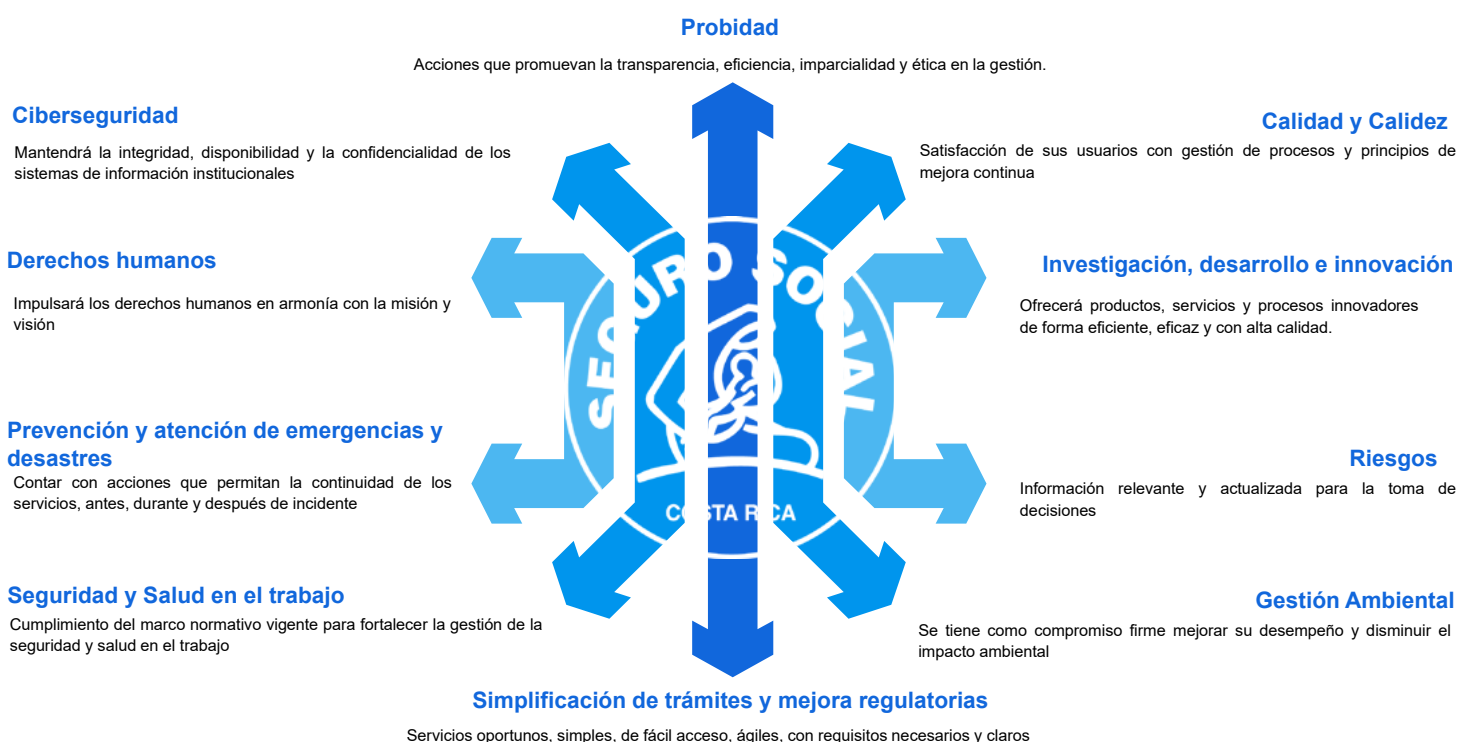 Probidad
Acciones que promuevan la transparencia, eficiencia, imparcialidad y ética en la gestión.
Ciberseguridad
Mantendrá la integridad, disponibilidad y la confidencialidad de los
sistemas de información institucionales
Calidad y Calidez
Satisfacción de sus usuarios con gestión de procesos y principios de
mejora continua
Derechos humanos
Impulsará los derechos humanos en armonía con la misión y
visión
Investigación, desarrollo e innovación
Ofrecerá productos, servicios y procesos innovadores
de forma eficiente, eficaz y con alta calidad.
SEGURO SOCIAL
COSTA RICA
Prevención y atención de emergencias y
desastres
Contar con acciones que permitan la continuidad de los
servicios, antes, durante y después de incidente
Riesgos
Información relevante y actualizada para la toma de
decisiones
Seguridad y Salud en el trabajo
Cumplimiento del marco normativo vigente para fortalecer la gestión de la
seguridad y salud en el trabajo
Gestión Ambiental
Se tiene como compromiso firme mejorar su desempeño y disminuir el
impacto ambiental
Simplificación de trámites y mejora regulatorias
Servicios oportunos, simples, de fácil acceso, ágiles, con requisitos necesarios y claros